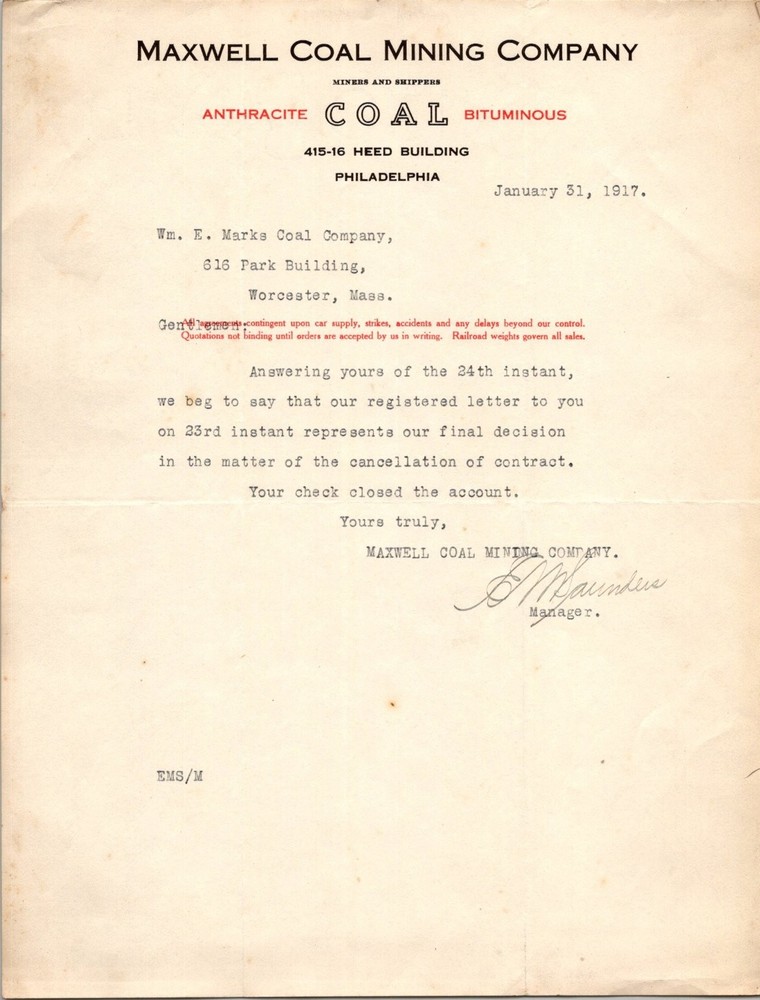 MAXWELL COAL MINING COMPANY
MINERS AND SHIPPERS
ANTHRACITE COAL BITUMINOUS
415-16 HEED BUILDING
PHILADELPHIA
January 31, 1917.
Wm. E. Marks Coal Company,
616 Park Building,
Worcester, Mass.
Gentlemen:
All agreements contingent upon car supply, strikes, accidents and any delays beyond our control.
Quotations not binding until orders are accepted by us in writing. Railroad weights govern all sales.
Answering yours of the 24th instant,
we beg to say that our registered letter to you
on 23rd instant represents our final decision
in the matter of the cancellation of contract.
Your check closed the account.
Yours truly,
MAXWELL COAL MINING COMPANY.
E M Saunders
Manager.
EMS/M